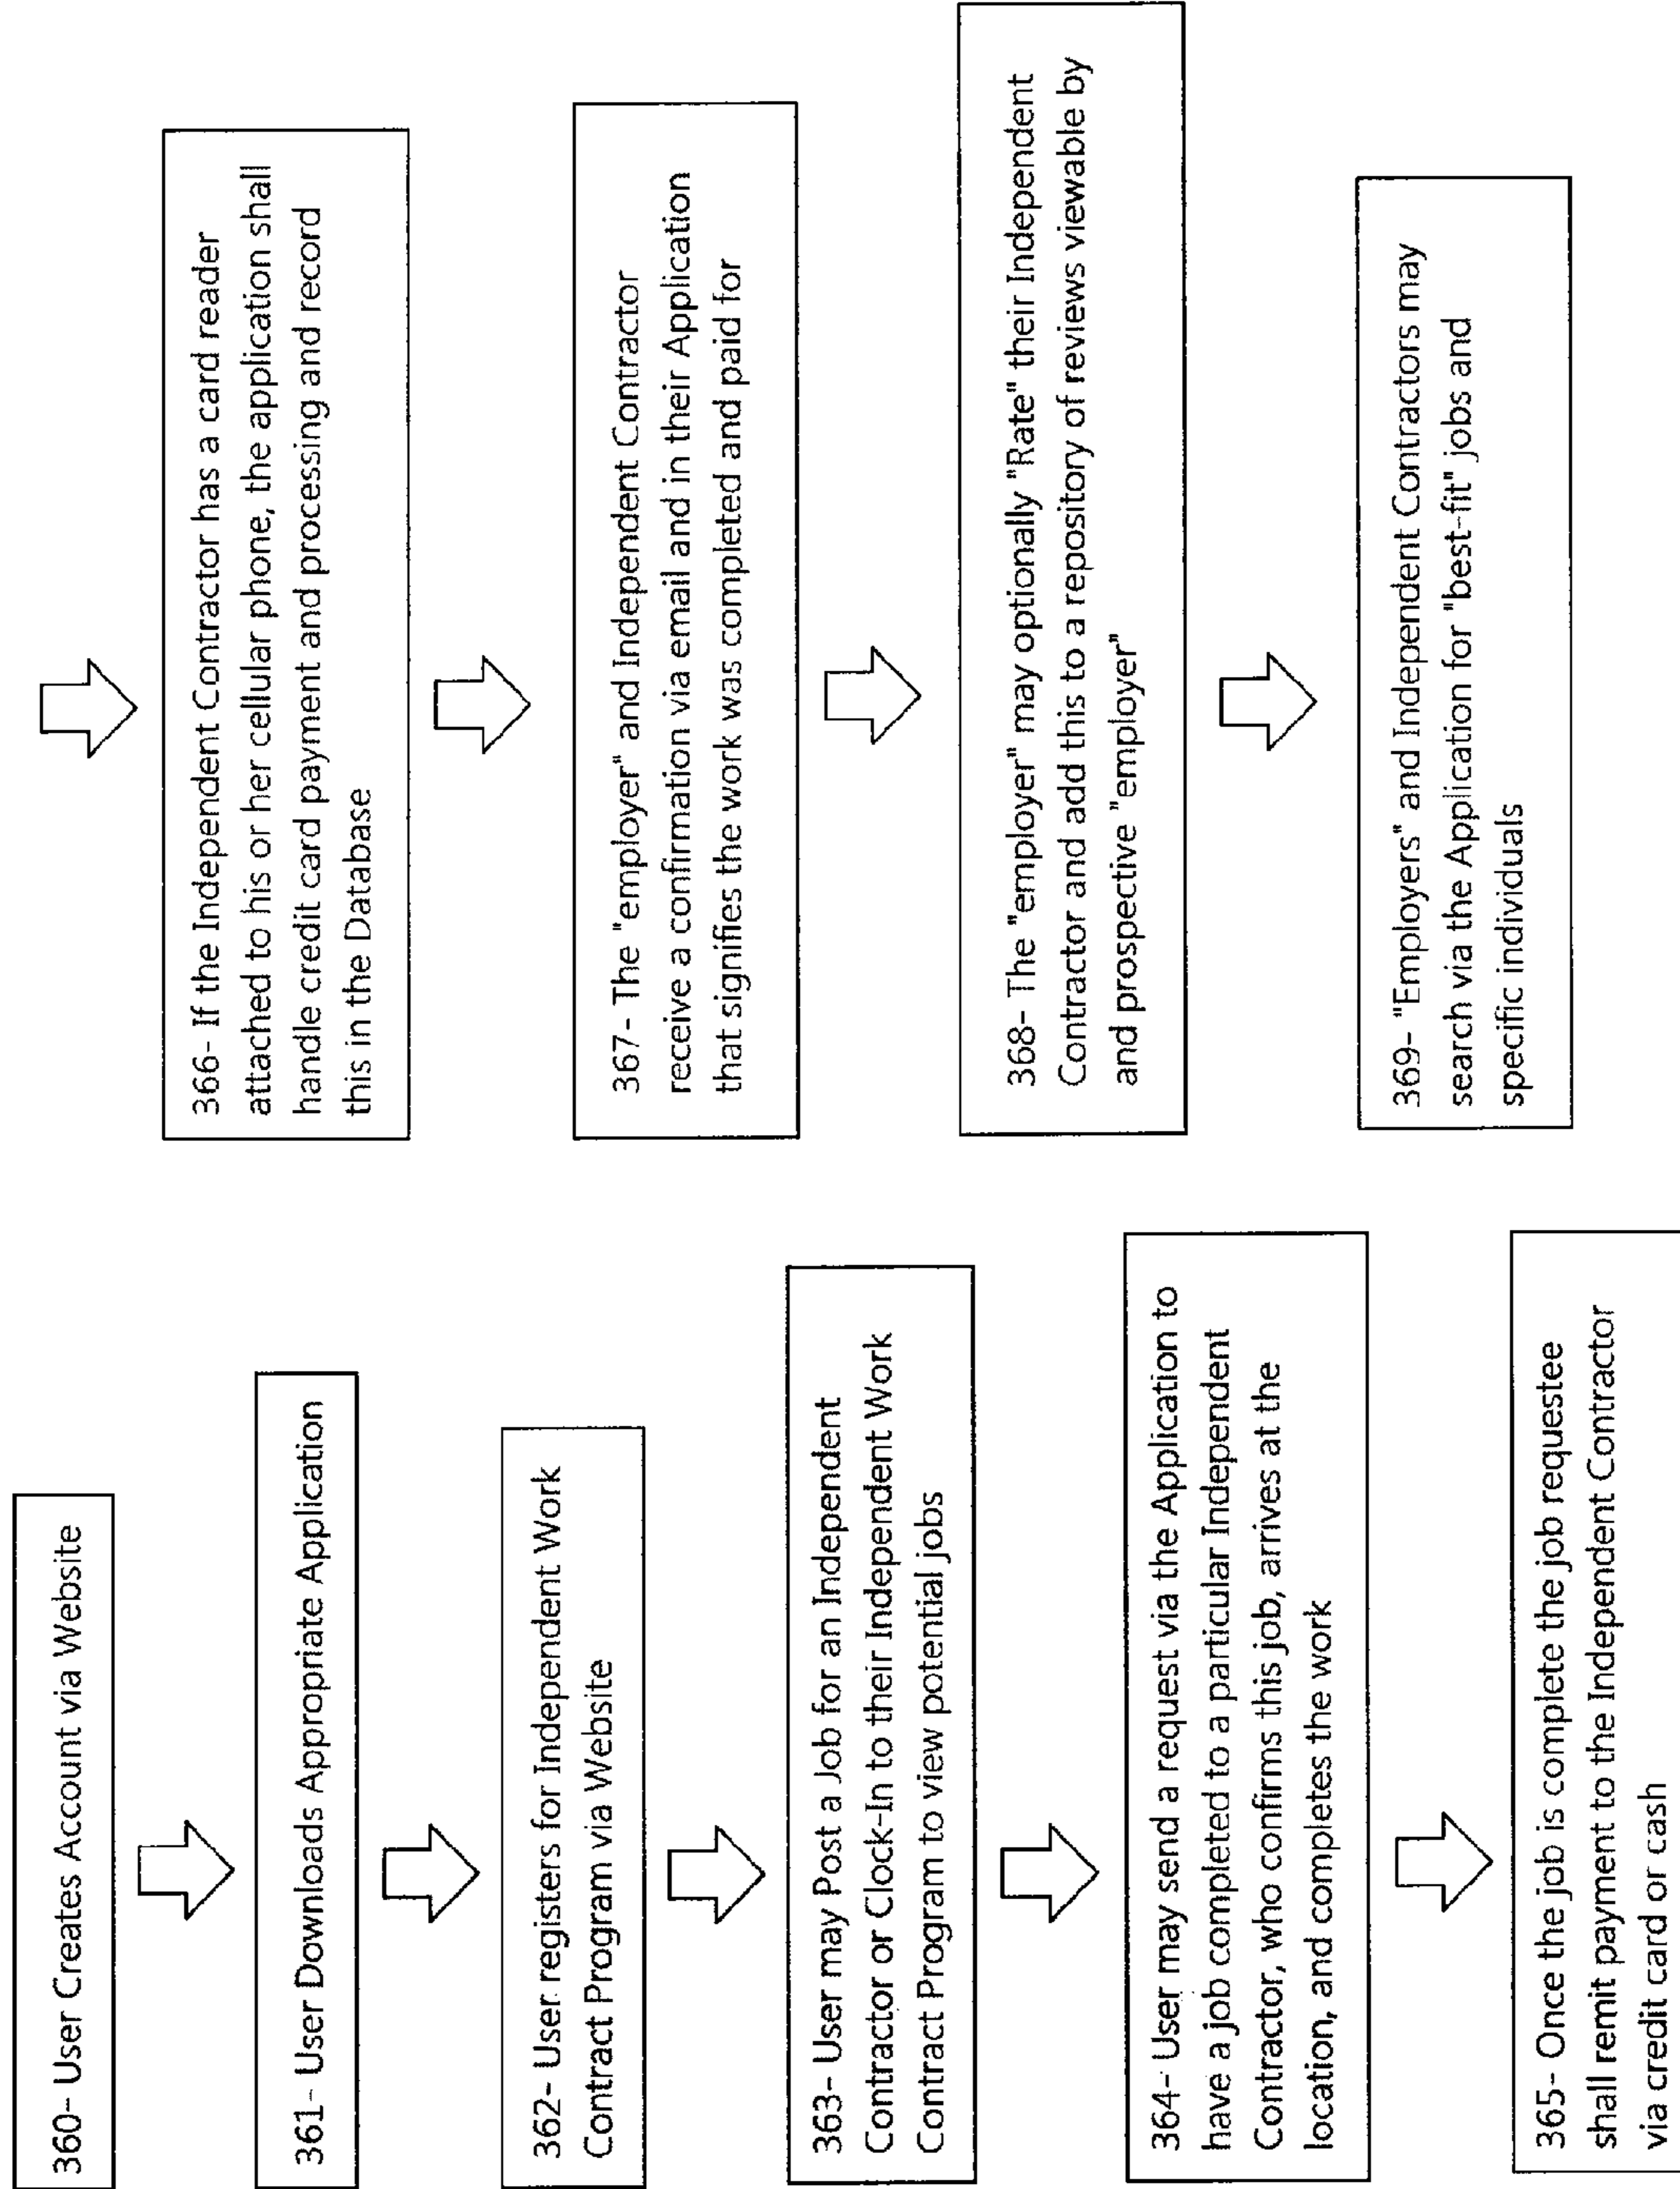 360- User Creates Account via Website
361- User Downloads Appropriate Application
362- User registers for Independent Work
Contract Program via Website
363- User may Post a Job for an Independent
Contractor or Clock-In to their Independent Work
Contract Program to view potential jobs
364- User may send a request via the Application to
have a job completed to a particular Independent
Contractor, who confirms this job, arrives at the
location, and completes the work
365- Once the job is complete the job requestee
shall remit payment to the Independent Contractor
via credit card or cash
366- If the Independent Contractor has a card reader
attached to his or her cellular phone, the application shall
handle credit card payment and processing and record
this in the Database
367- The "employer" and Independent Contractor
receive a confirmation via email and in their Application
that signifies the work was completed and paid for
368- The "employer" may optionally "Rate" their Independent
Contractor and add this to a repository of reviews viewable by
and prospective "employer"
369- "Employers" and Independent Contractors may
search via the Application for "best-fit" jobs and
specific individuals